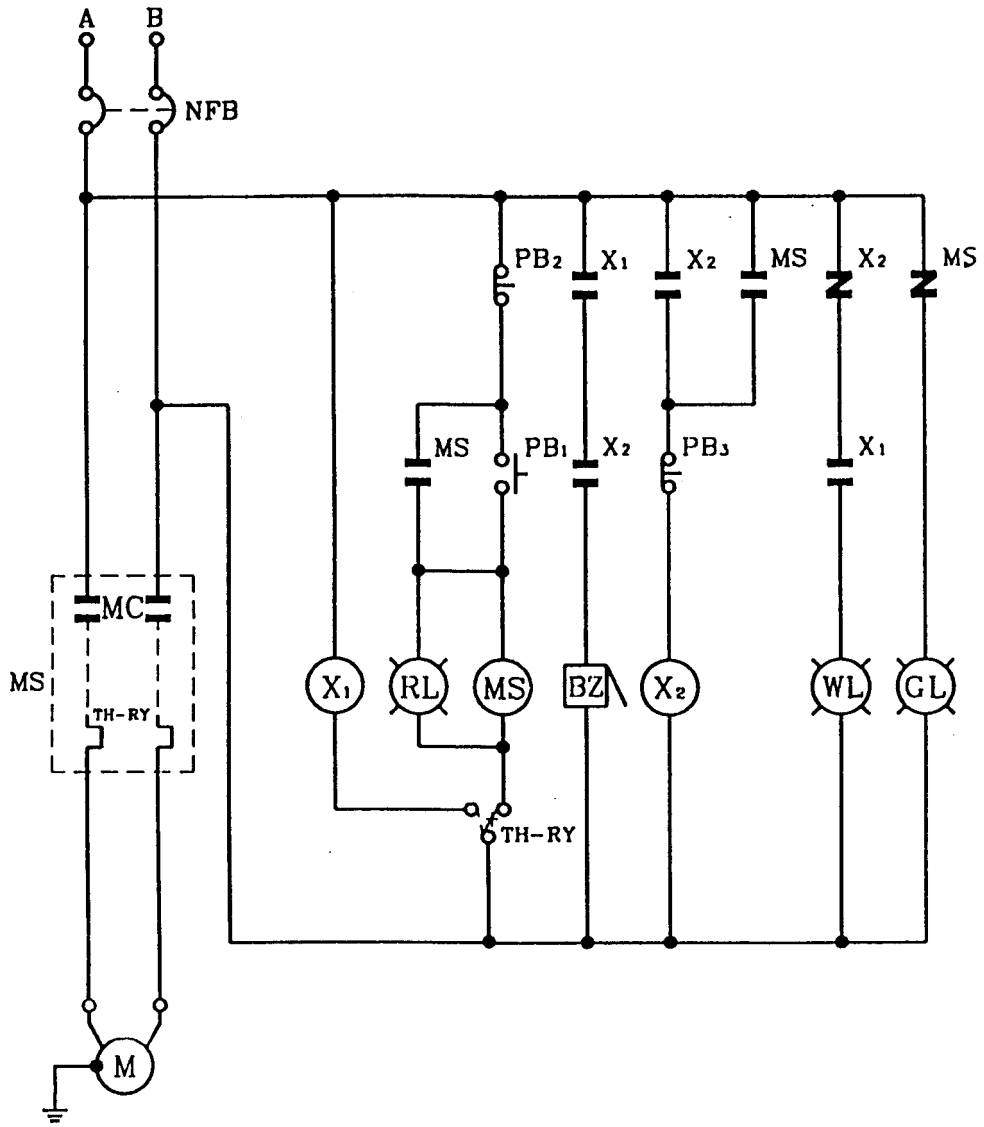 A B
NFB
PB₂ X₁ X₂ MS X₂ MS
MS PB₁ X₂ PB₃ X₁
MC
MS
TH-RY
X₁ RL MS BZ X₂ WL GL
TH-RY
M